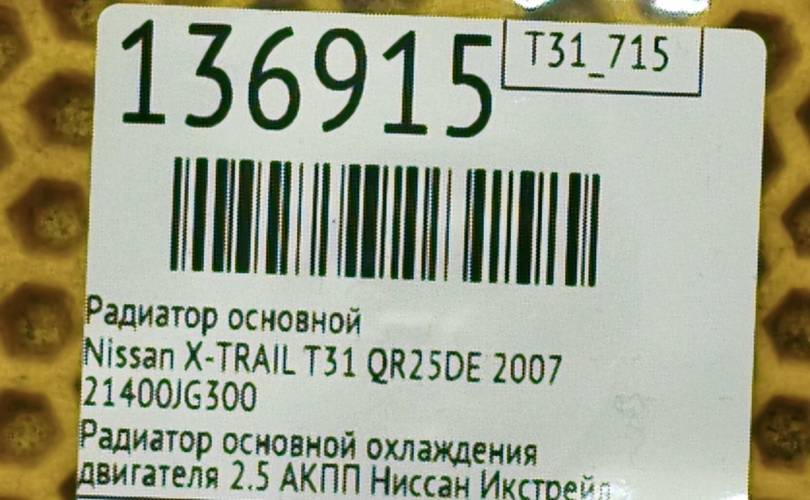 136915
T31_715
Радиатор основной
Nissan X-TRAIL T31 QR25DE 2007
21400JG300
Радиатор основной охлаждения
двигателя 2.5 АКПП Ниссан Икстрейл